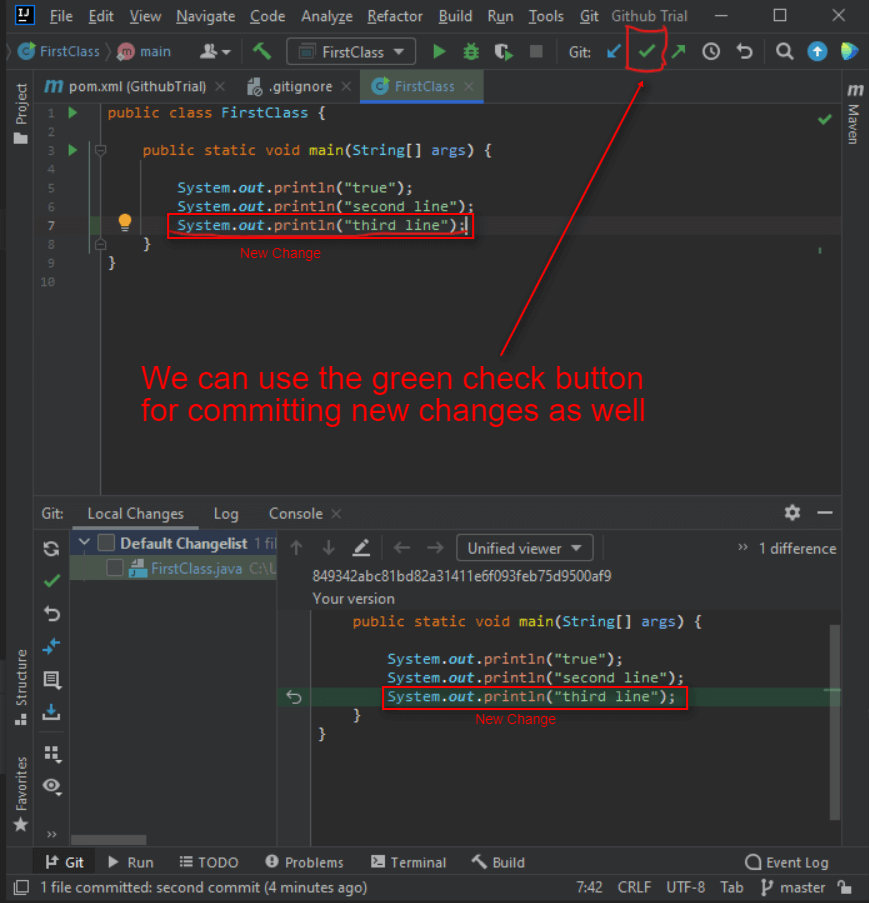 IJ File Edit View Navigate Code Analyze Refactor Build Run Tools Git Github Trial
FirstClass main FirstClass Git:
m pom.xml (GithubTrial) .gitignore FirstClass
Project
m Maven
1 public class FirstClass {
2
3 public static void main(String[] args) {
4
5 System.out.println("true");
6 System.out.println("second line");
7 System.out.println("third line");
8 }
9 }
10
New Change
We can use the green check button
for committing new changes as well
Git: Local Changes Log Console
Default Changelist 1 fil
FirstClass.java C:\U
Unified viewer 1 difference
849342abc81bd82a31411e6f093feb75d9500af9
Your version
public static void main(String[] args) {
System.out.println("true");
System.out.println("second line");
System.out.println("third line");
}
New Change
}
Structure
Favorites
Git Run TODO Problems Terminal Build Event Log
1 file committed: second commit (4 minutes ago) 7:42 CRLF UTF-8 Tab master